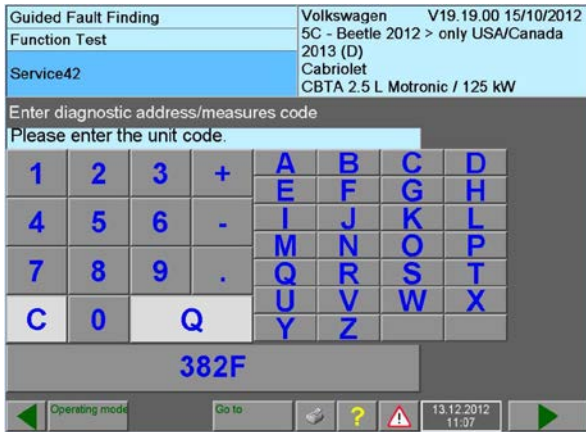 Guided Fault Finding
Function Test
Service42
Volkswagen V19.19.00 15/10/2012
5C - Beetle 2012 > only USA/Canada
2013 (D)
Cabriolet
CBTA 2.5 L Motronic / 125 kW
Enter diagnostic address/measures code
Please enter the unit code.
1 2 3 +
4 5 6 -
7 8 9 .
C 0 Q
A B C D
E F G H
I J K L
M N O P
Q R S T
U V W X
Y Z
382F
Operating mode
Go to
?
13.12.2012
11:07